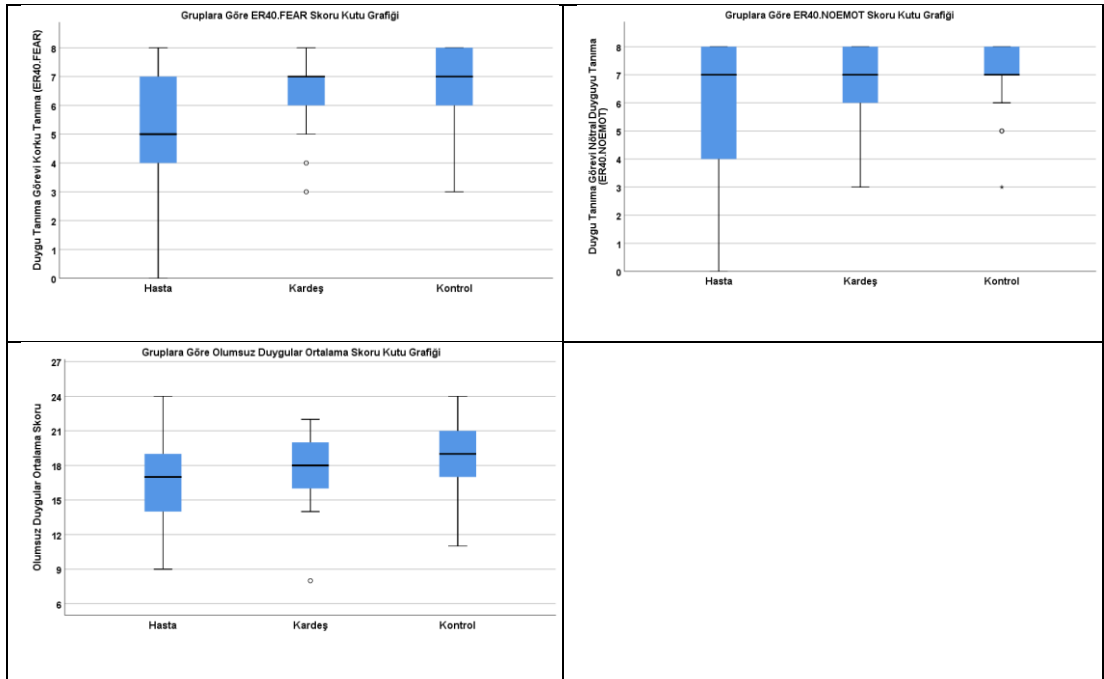 Gruplara Göre ER40.FEAR Skoru Kutu Grafiği
Duygu Tanıma Görevi Korku Tanıma (ER40.FEAR)
8
7
6
5
4
3
2
1
0
Hasta Kardeş Kontrol
Gruplara Göre ER40.NOEMOT Skoru Kutu Grafiği
Duygu Tanıma Görevi Nötral Duyguyu Tanıma
(ER40.NOEMOT)
8
7
6
5
4
3
2
1
0
Hasta Kardeş Kontrol
Gruplara Göre Olumsuz Duygular Ortalama Skoru Kutu Grafiği
Olumsuz Duygular Ortalama Skoru
27
24
21
18
15
12
9
6
Hasta Kardeş Kontrol